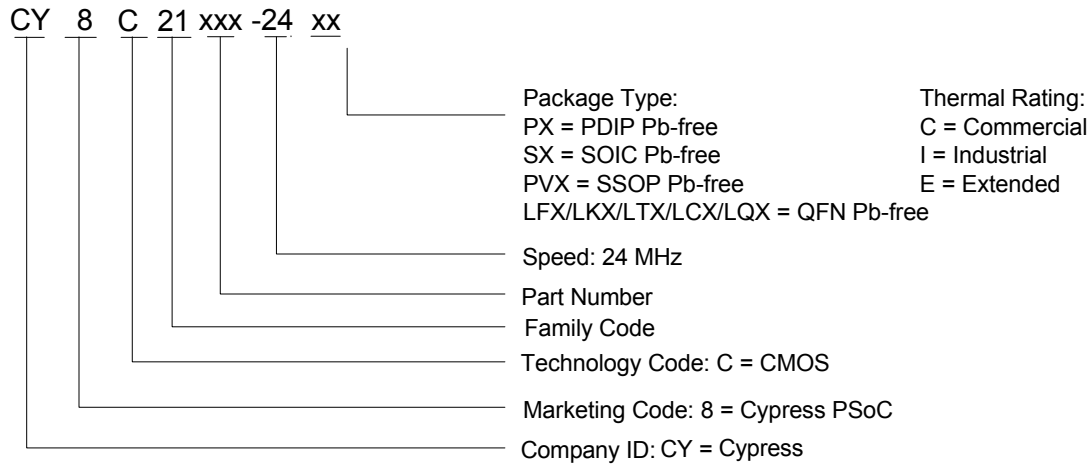 CY 8 C 21 xxx -24 xx
Package Type:
PX = PDIP Pb-free
SX = SOIC Pb-free
PVX = SSOP Pb-free
LFX/LKX/LTX/LCX/LQX = QFN Pb-free
Thermal Rating:
C = Commercial
I = Industrial
E = Extended
Speed: 24 MHz
Part Number
Family Code
Technology Code: C = CMOS
Marketing Code: 8 = Cypress PSoC
Company ID: CY = Cypress